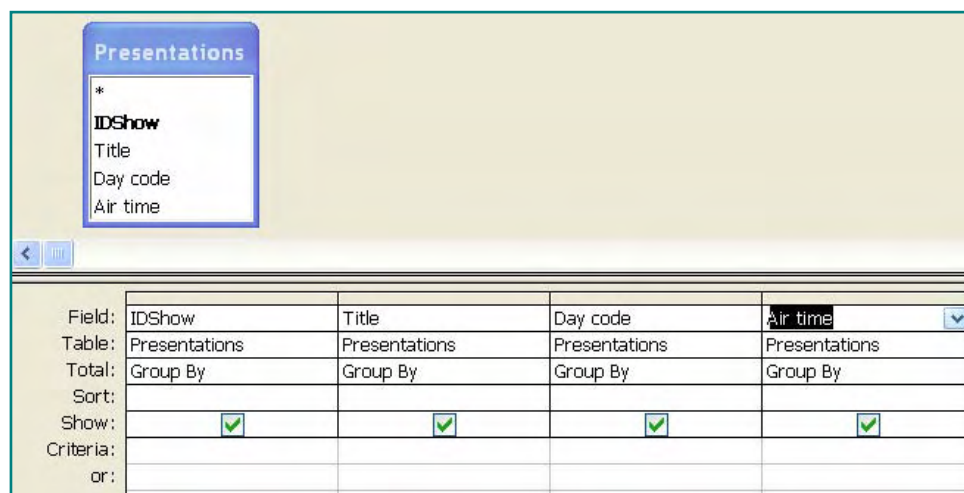 Presentations
*
IDShow
Title
Day code
Air time
Field: IDShow Title Day code Air time
Table: Presentations Presentations Presentations Presentations
Total: Group By Group By Group By Group By
Sort:
Show:
Criteria:
or: